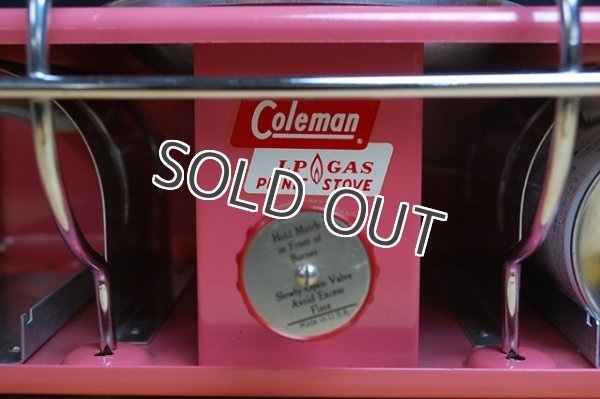 Coleman®
LP GAS
STOVE
SOLD OUT
Hold Match
in Front of
Burner
Slowly Open Valve
Avoid Excess
Flare
Made in U.S.A.